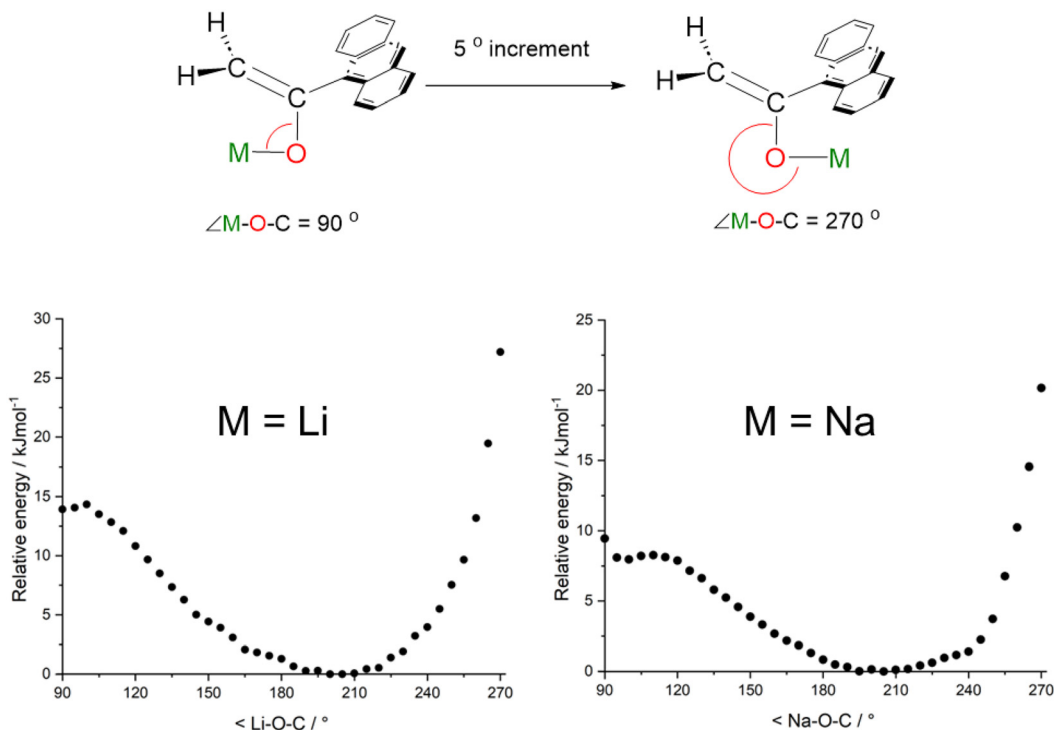 H
H
C
C
M
O
5 ° increment
H
H
C
C
O
M
∠M-O-C = 90 °
∠M-O-C = 270 °
30
25
20
15
10
5
0
Relative energy / kJmol⁻¹
M = Li
90 120 150 180 210 240 270
< Li-O-C / °
25
20
15
10
5
0
Relative energy / kJmol⁻¹
M = Na
90 120 150 180 210 240 270
< Na-O-C / °